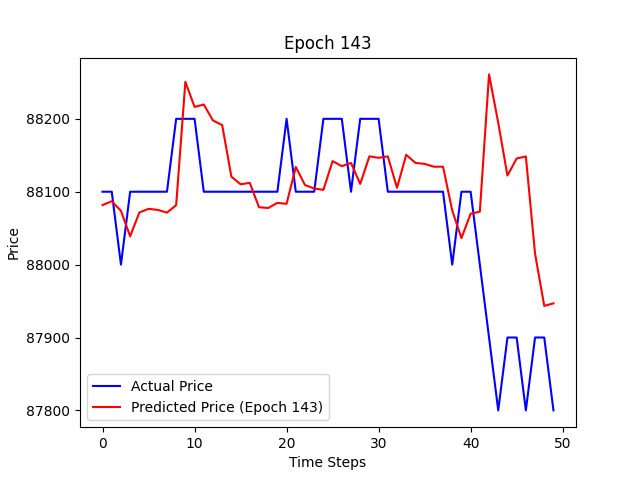 Epoch 143
88200
88100
88000
87900
87800
Price
Actual Price
Predicted Price (Epoch 143)
0 10 20 30 40 50
Time Steps